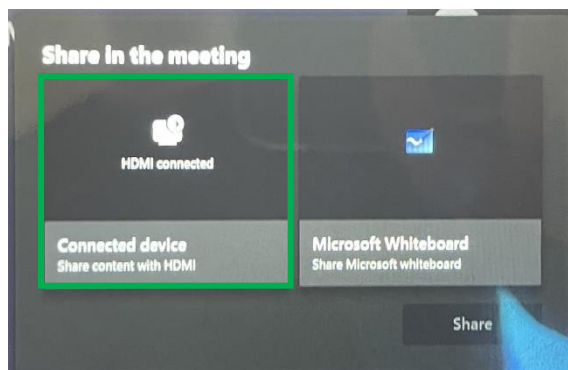 Share in the meeting
HDMI connected
Connected device
Share content with HDMI
Microsoft Whiteboard
Share Microsoft whiteboard
Share